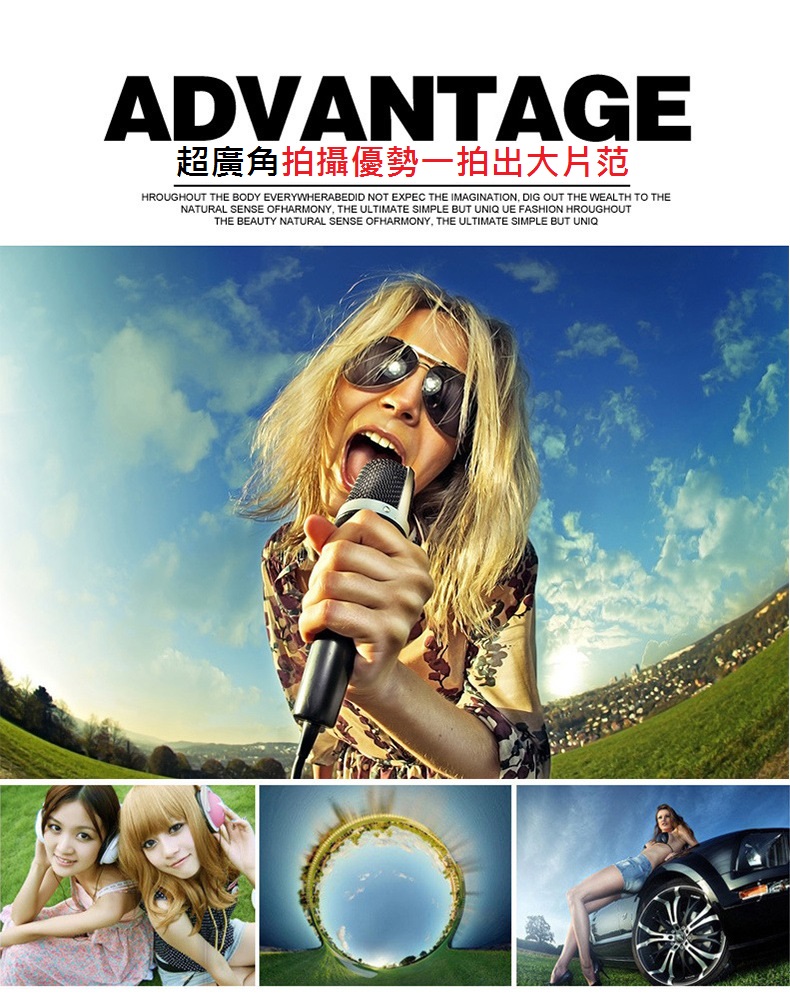 ADVANTAGE
超廣角拍攝優勢一拍出大片范
HROUGHOUT THE BODY EVERYWHERABEDID NOT EXPEC THE IMAGINATION, DIG OUT THE WEALTH TO THE
NATURAL SENSE OFHARMONY, THE ULTIMATE SIMPLE BUT UNIQ UE FASHION HROUGHOUT
THE BEAUTY NATURAL SENSE OFHARMONY, THE ULTIMATE SIMPLE BUT UNIQ